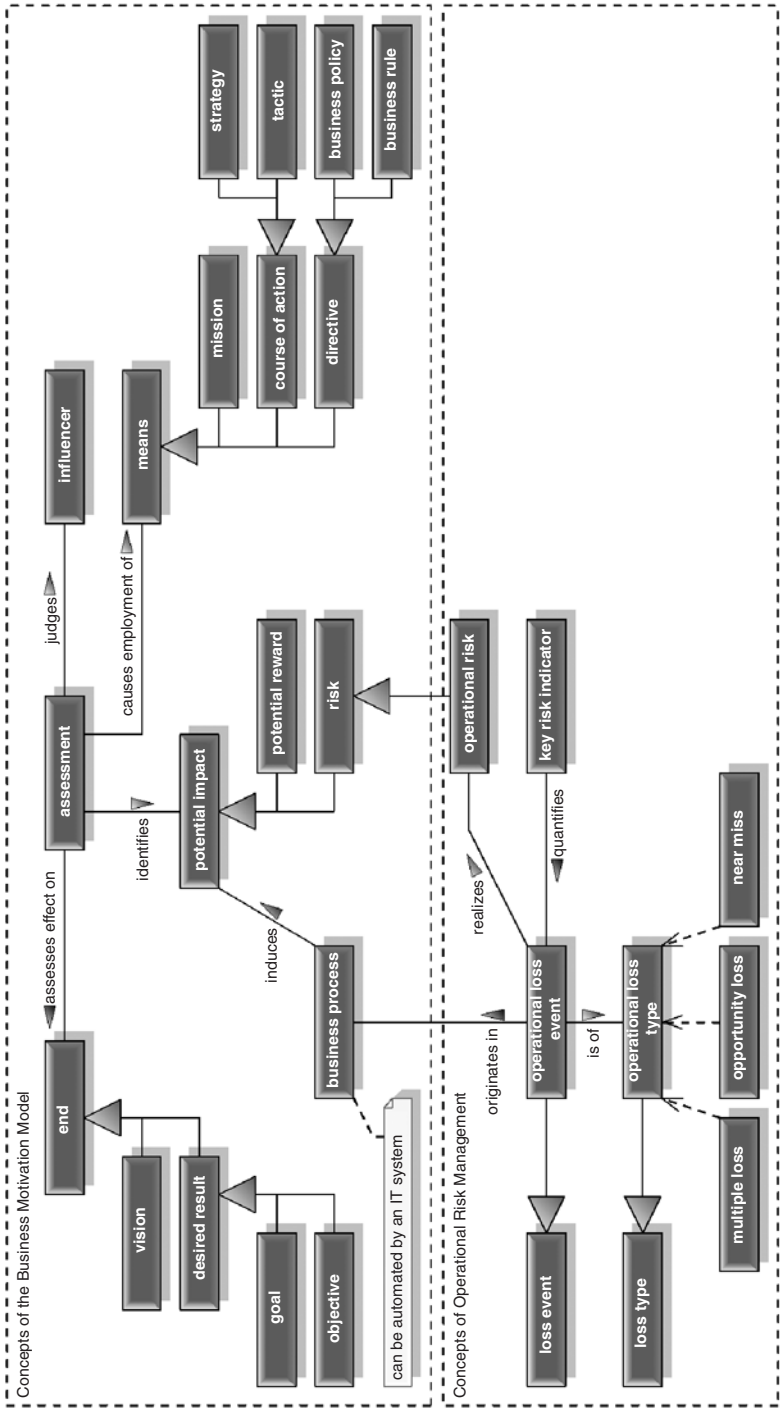 Concepts of the Business Motivation Model
end
assesses effect on
assessment
judges
influencer
vision
identifies
causes employment of
means
desired result
potential impact
mission
strategy
goal
induces
potential reward
course of action
tactic
objective
business process
risk
directive
business policy
can be automated by an IT system
business rule
Concepts of Operational Risk Management
originates in
realizes
operational risk
loss event
operational loss
event
quantifies
key risk indicator
is of
loss type
operational loss
type
multiple loss
opportunity loss
near miss